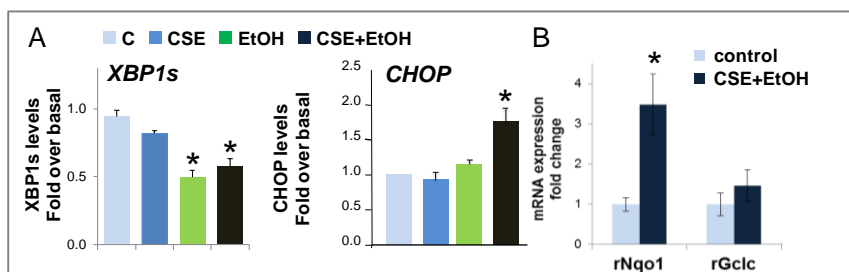 A
C CSE EtOH CSE+EtOH
XBP1s
XBP1s levels
Fold over basal
1.0
0.5
0.0
*
*
CHOP
CHOP levels
Fold over basal
2.5
2.0
1.5
1.0
0.5
0.0
*
B
control
CSE+EtOH
mRNA expression
fold change
4
3
2
1
0
*
rNqo1 rGclc